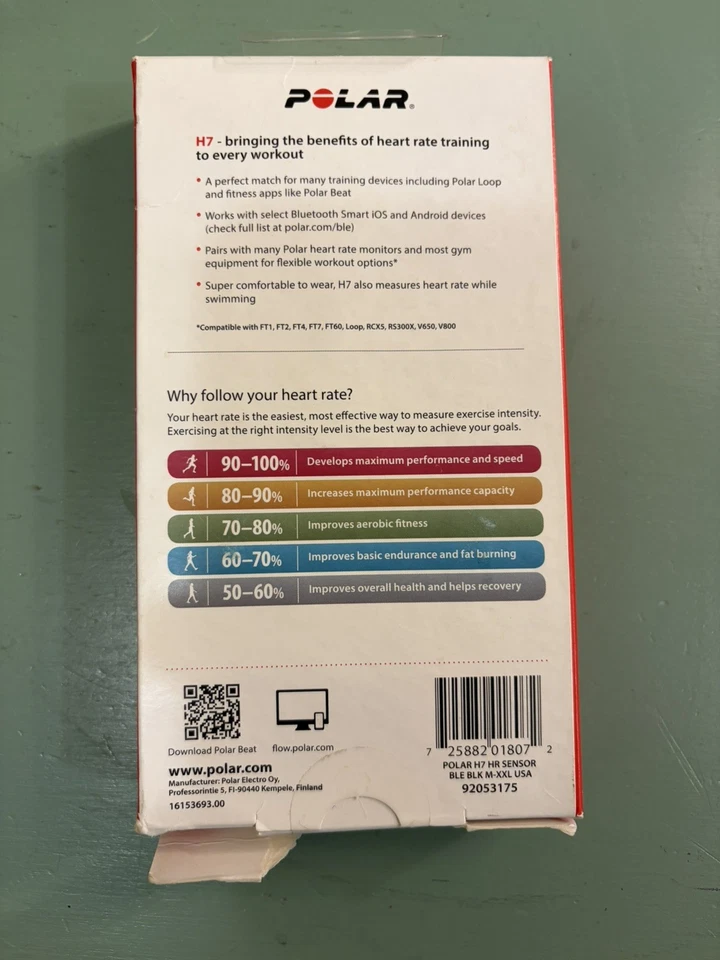 POLAR®
H7 - bringing the benefits of heart rate training
to every workout
• A perfect match for many training devices including Polar Loop
and fitness apps like Polar Beat
• Works with select Bluetooth Smart iOS and Android devices
(check full list at polar.com/ble)
• Pairs with many Polar heart rate monitors and most gym
equipment for flexible workout options*
• Super comfortable to wear, H7 also measures heart rate while
swimming
*Compatible with FT1, FT2, FT4, FT7, FT60, Loop, RCX5, RS300X, V650, V800
Why follow your heart rate?
Your heart rate is the easiest, most effective way to measure exercise intensity.
Exercising at the right intensity level is the best way to achieve your goals.
90–100% Develops maximum performance and speed
80–90% Increases maximum performance capacity
70–80% Improves aerobic fitness
60–70% Improves basic endurance and fat burning
50–60% Improves overall health and helps recovery
Download Polar Beat
flow.polar.com
www.polar.com
Manufacturer: Polar Electro Oy,
Professorintie 5, FI-90440 Kempele, Finland
16153693.00
7 25882 01807 2
POLAR H7 HR SENSOR
BLE BLK M-XXL USA
92053175